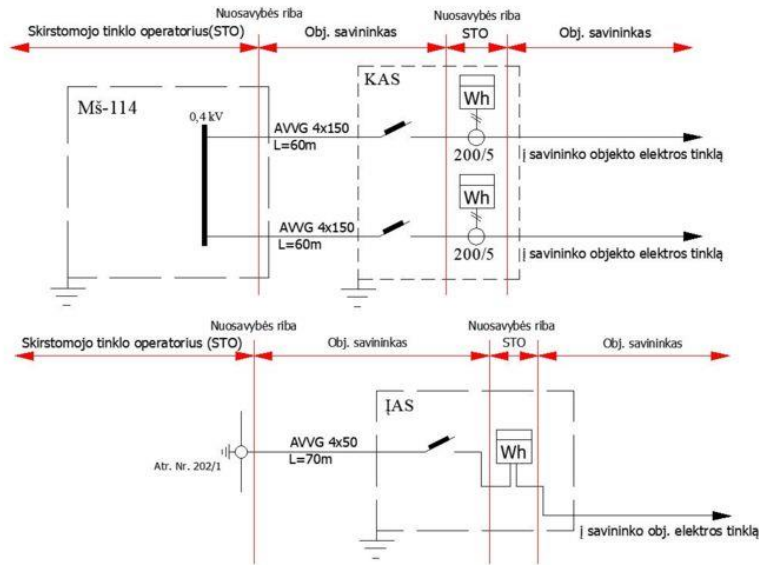 Nuosavybės riba
Nuosavybės riba
Skirstomojo tinklo operatorius(STO)
Obj. savininkas
STO
Obj. savininkas
Mš-114
KAS
0,4 kV
Wh
AVVG 4x150
L=60m
200/5
į savininko objekto elektros tinklą
Wh
AVVG 4x150
L=60m
200/5
į savininko objekto elektros tinklą
Nuosavybės riba
Nuosavybės riba
Skirstomojo tinklo operatorius (STO)
Obj. savininkas
STO
Obj. savininkas
ĮAS
AVVG 4x50
L=70m
Wh
Atr. Nr. 202/1
į savininko obj. elektros tinklą